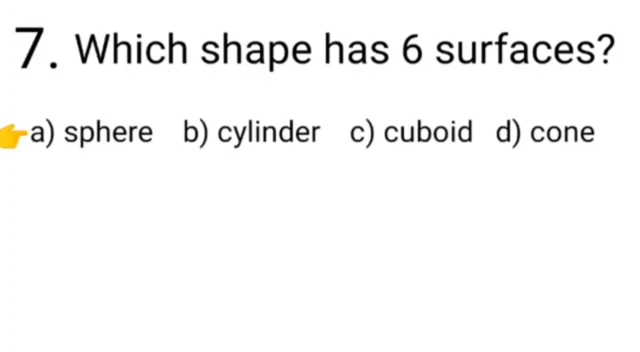 7. Which shape has 6 surfaces?
👉a) sphere b) cylinder c) cuboid d) cone